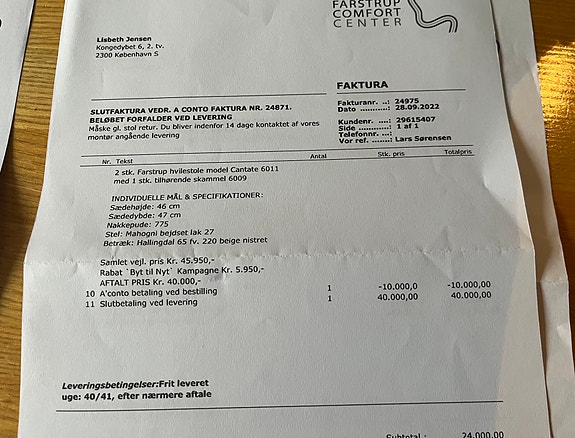 FARSTRUP
COMFORT
CENTER
Lisbeth Jensen
Kongedybet 6, 2. tv.
2300 København S
FAKTURA
SLUTFAKTURA VEDR. A CONTO FAKTURA NR. 24871.
BELØBET FORFALDER VED LEVERING
Måske gl. stol retur. Du bliver indenfor 14 dage kontaktet af vores
montør angående levering
Fakturanr. ..: 24975
Dato ...........: 28.09.2022
Kundenr. ....: 29615407
Side ............: 1 af 1
Telefonnr. ...:
Vor ref. .......: Lars Sørensen
Nr. Tekst Antal Stk. pris Totalpris
2 stk. Farstrup hvilestole model Cantate 6011
med 1 stk. tilhørende skammel 6009
INDIVIDUELLE MÅL & SPECIFIKATIONER:
Sædehøjde: 46 cm
Sædedybde: 47 cm
Nakkepude: 775
Stel: Mahogni bejdset lak 27
Betræk: Hallingdal 65 fv. 220 beige nistret
Samlet vejl. pris Kr. 45.950,-
Rabat `Byt til Nyt` Kampagne Kr. 5.950,-
AFTALT PRIS Kr. 40.000,-
10 A'conto betaling ved bestilling 1 -10.000,0 -10.000,00
11 Slutbetaling ved levering 1 40.000,00 40.000,00
Leveringsbetingelser:Frit leveret
uge: 40/41, efter nærmere aftale
Subtotal : 24.000,00